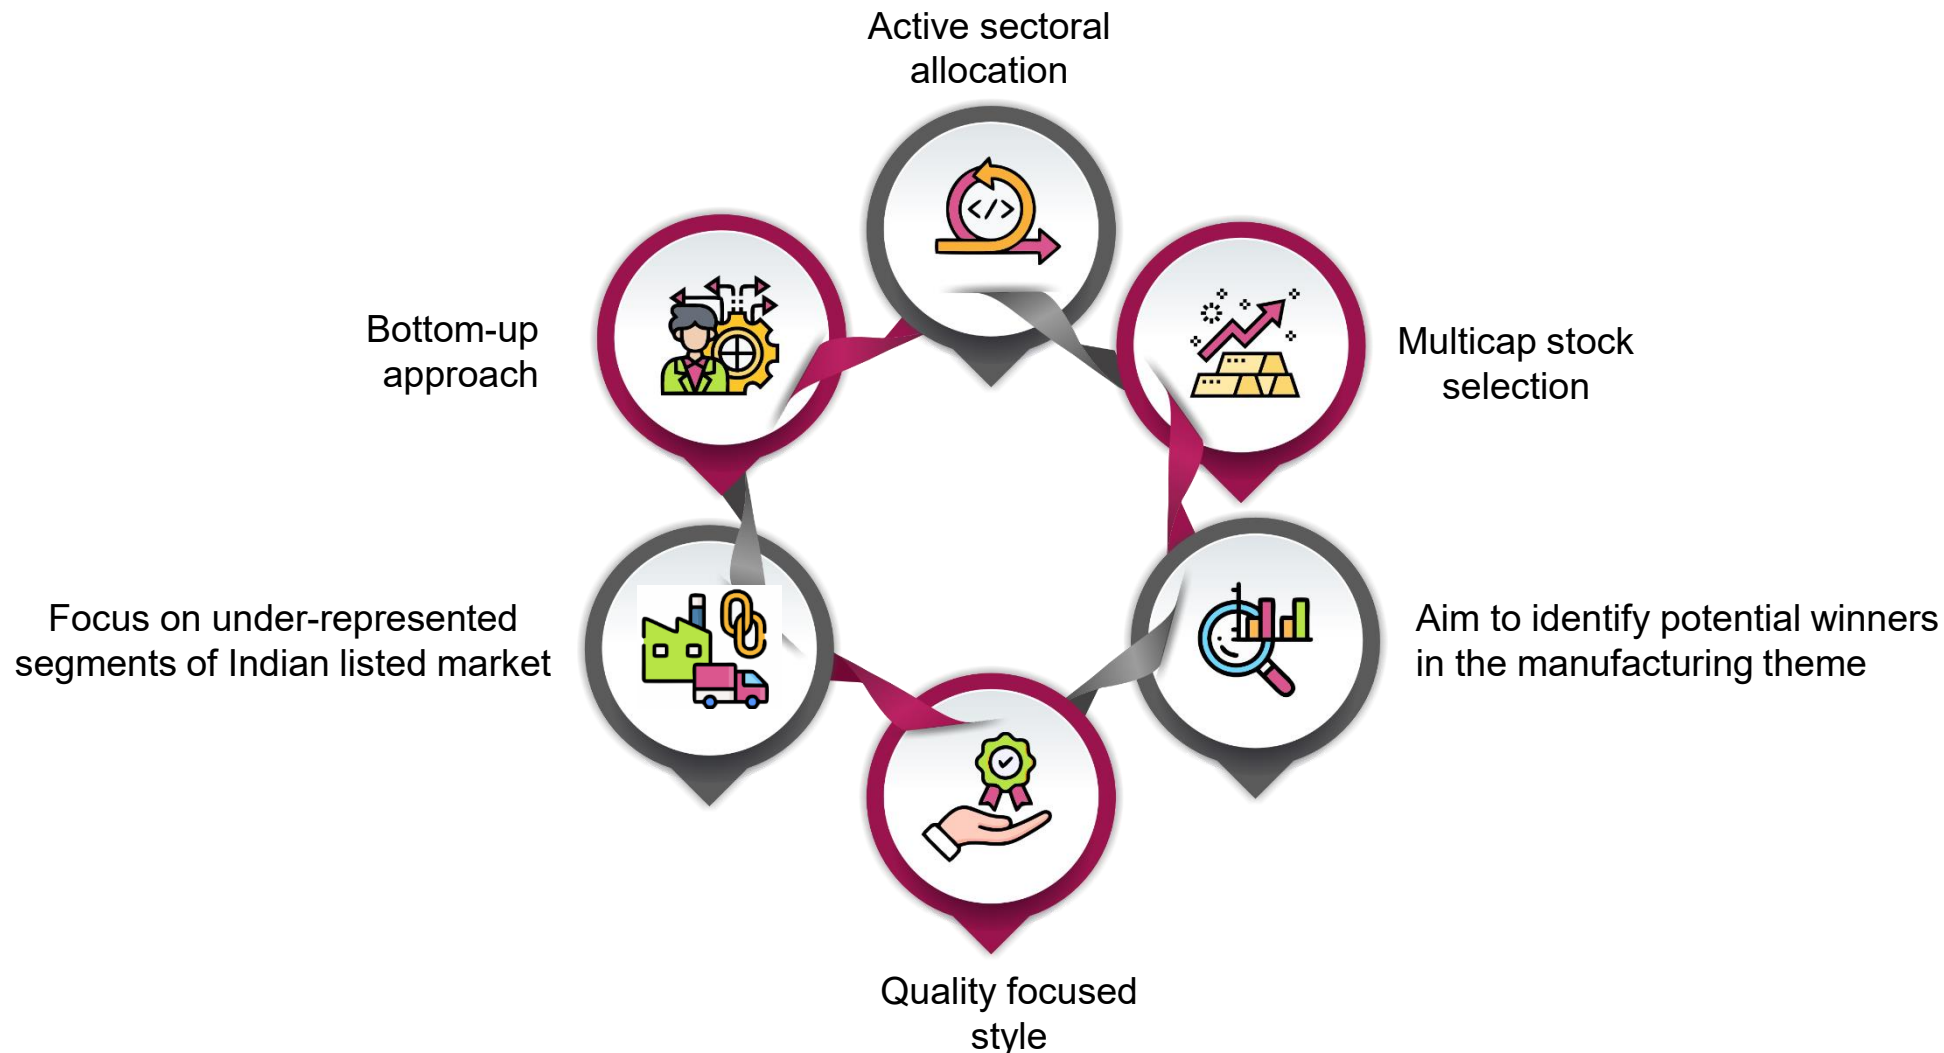 Active sectoral
allocation
Bottom-up
approach
Multicap stock
selection
Focus on under-represented
segments of Indian listed market
Aim to identify potential winners
in the manufacturing theme
Quality focused
style